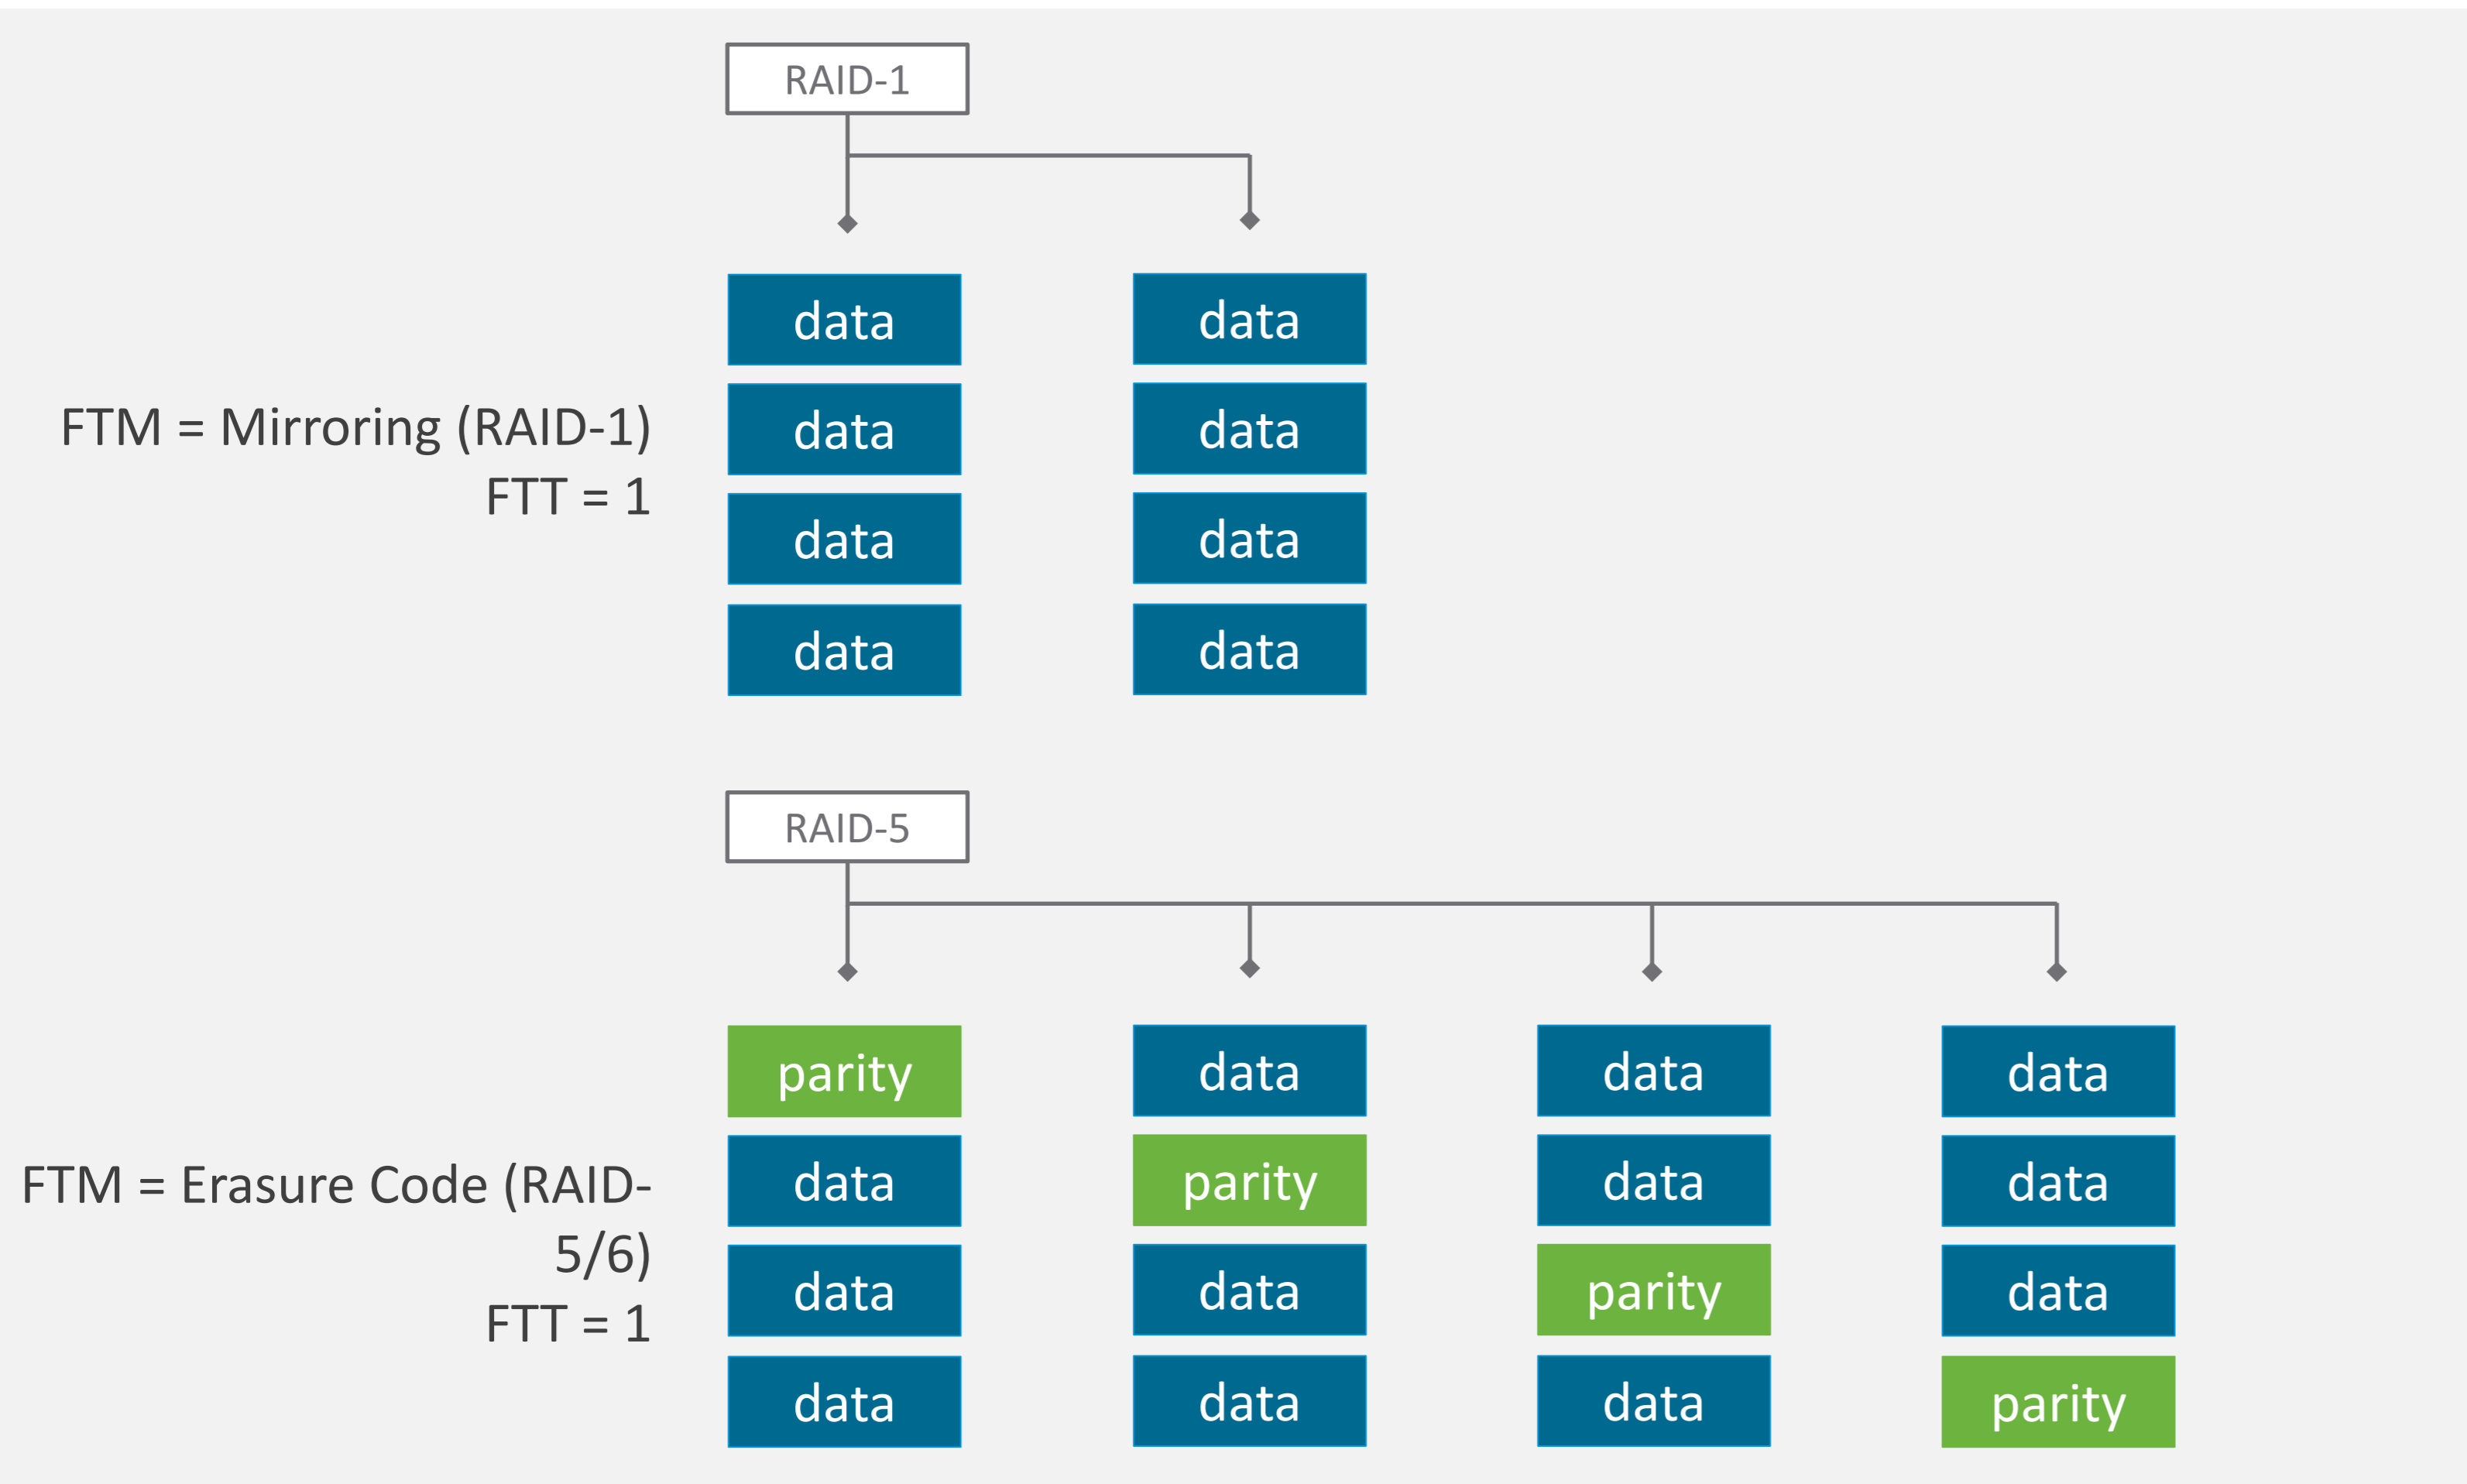 RAID-1
data data
data data
FTM = Mirroring (RAID-1)
FTT = 1
data data
data data
RAID-5
parity data data data
data parity data data
FTM = Erasure Code (RAID-
5/6)
FTT = 1
data data parity data
data data data parity